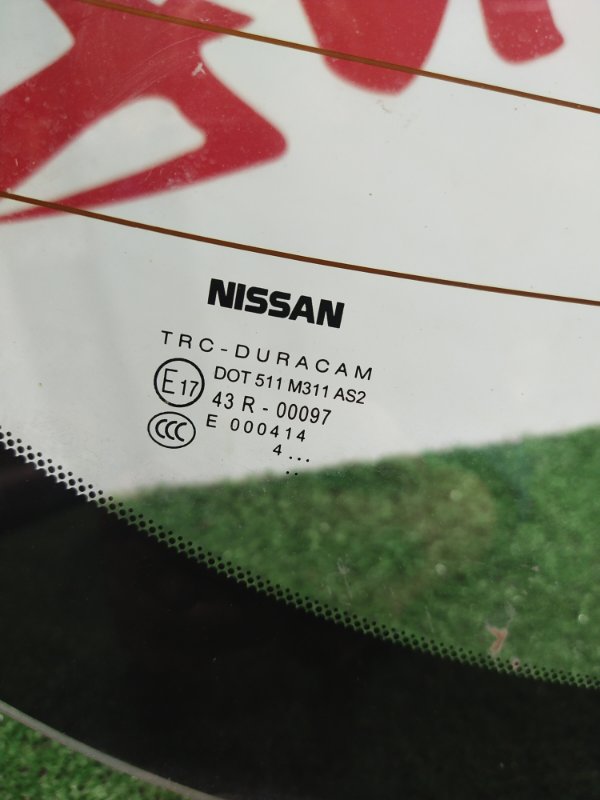 NISSAN
TRC-DURACAM
E17 DOT 511 M311 AS2
43 R - 00097
CCC E 000414
4...
..